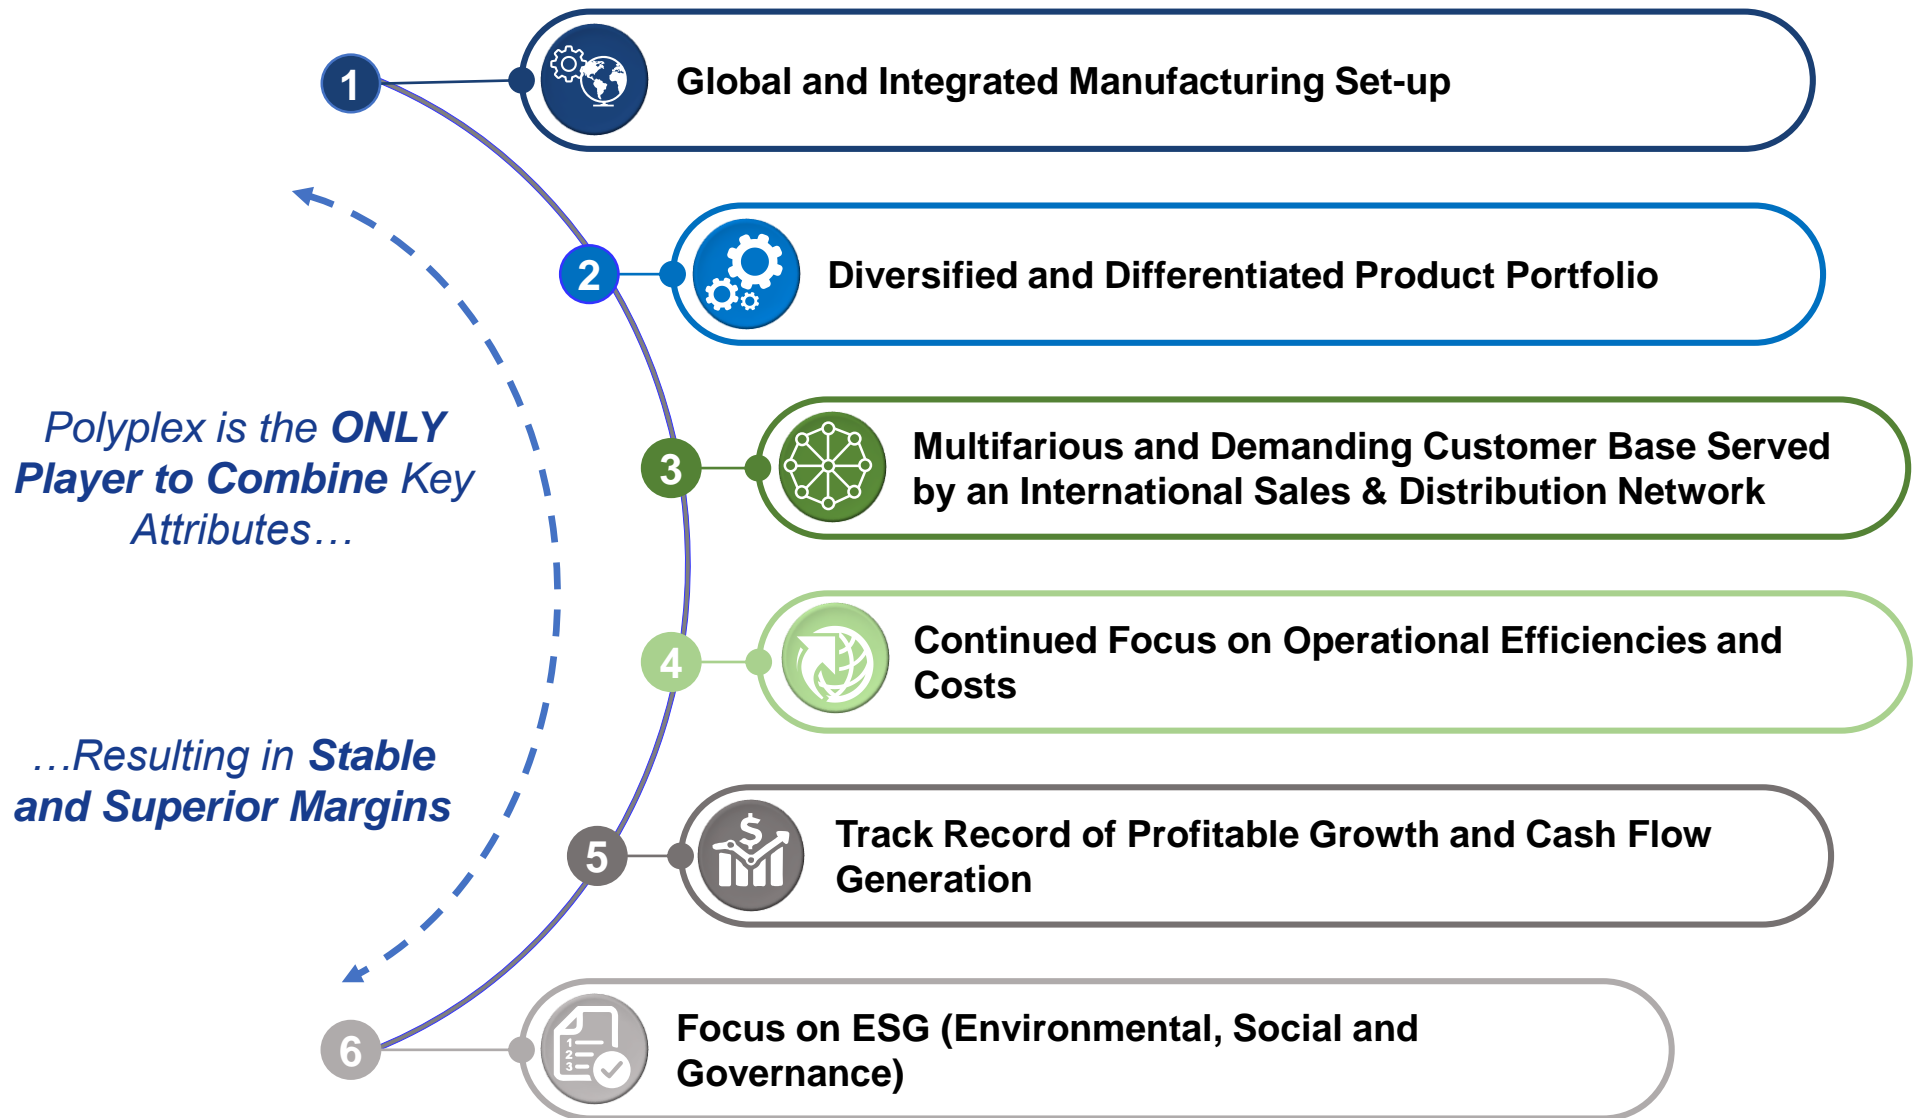 1
Global and Integrated Manufacturing Set-up
2
Diversified and Differentiated Product Portfolio
Polyplex is the ONLY
Player to Combine Key
Attributes…
3
Multifarious and Demanding Customer Base Served
by an International Sales & Distribution Network
4
Continued Focus on Operational Efficiencies and
Costs
…Resulting in Stable
and Superior Margins
5
$
Track Record of Profitable Growth and Cash Flow
Generation
6
1
2
3
Focus on ESG (Environmental, Social and
Governance)